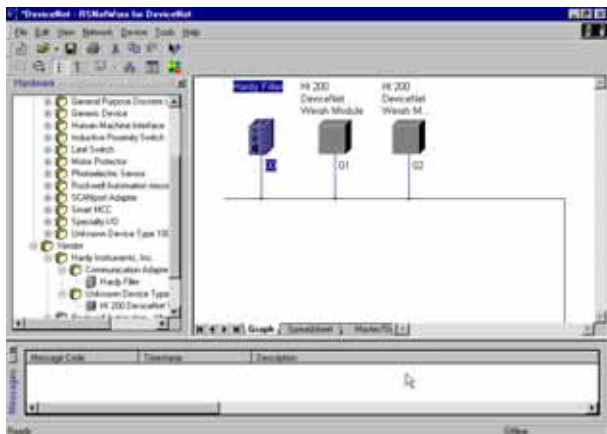 *DeviceNet - RSNetWorx for DeviceNet
File Edit View Network Device Tools Help
Hardware
General Purpose Discrete I
Generic Device
Human Machine Interface
Inductive Proximity Switch
Limit Switch
Motor Protector
Photoelectric Sensor
Rockwell Automation miscel
SCANport Adapter
Smart MCC
Specialty I/O
Unknown Device Type 100
Vendor
Hardy Instruments, Inc.
Communication Adapter
Hardy Filler
Unknown Device Type
HI 200 DeviceNet
Hardy Filler
00
HI 200
DeviceNet
Weigh Module
01
HI 200
DeviceNet
Weigh M...
02
Graph
Spreadsheet
Master/Sl
Messages
Message Code
Timestamp
Description
Ready
Offline